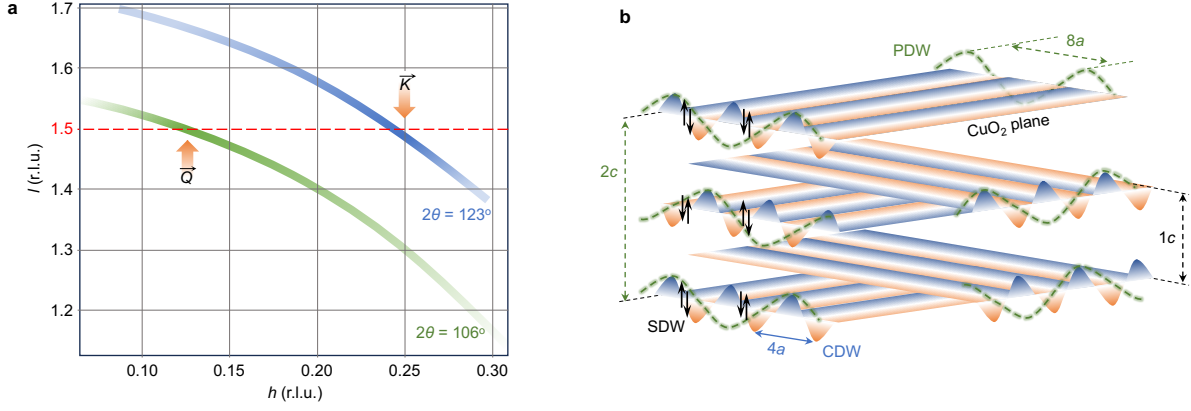 a
1.7
1.6
1.5
1.4
1.3
1.2
l (r.l.u.)
K
Q
2θ = 123°
2θ = 106°
0.10 0.15 0.20 0.25 0.30
h (r.l.u.)
b
PDW
8a
CuO₂ plane
2c
1c
SDW
4a
CDW